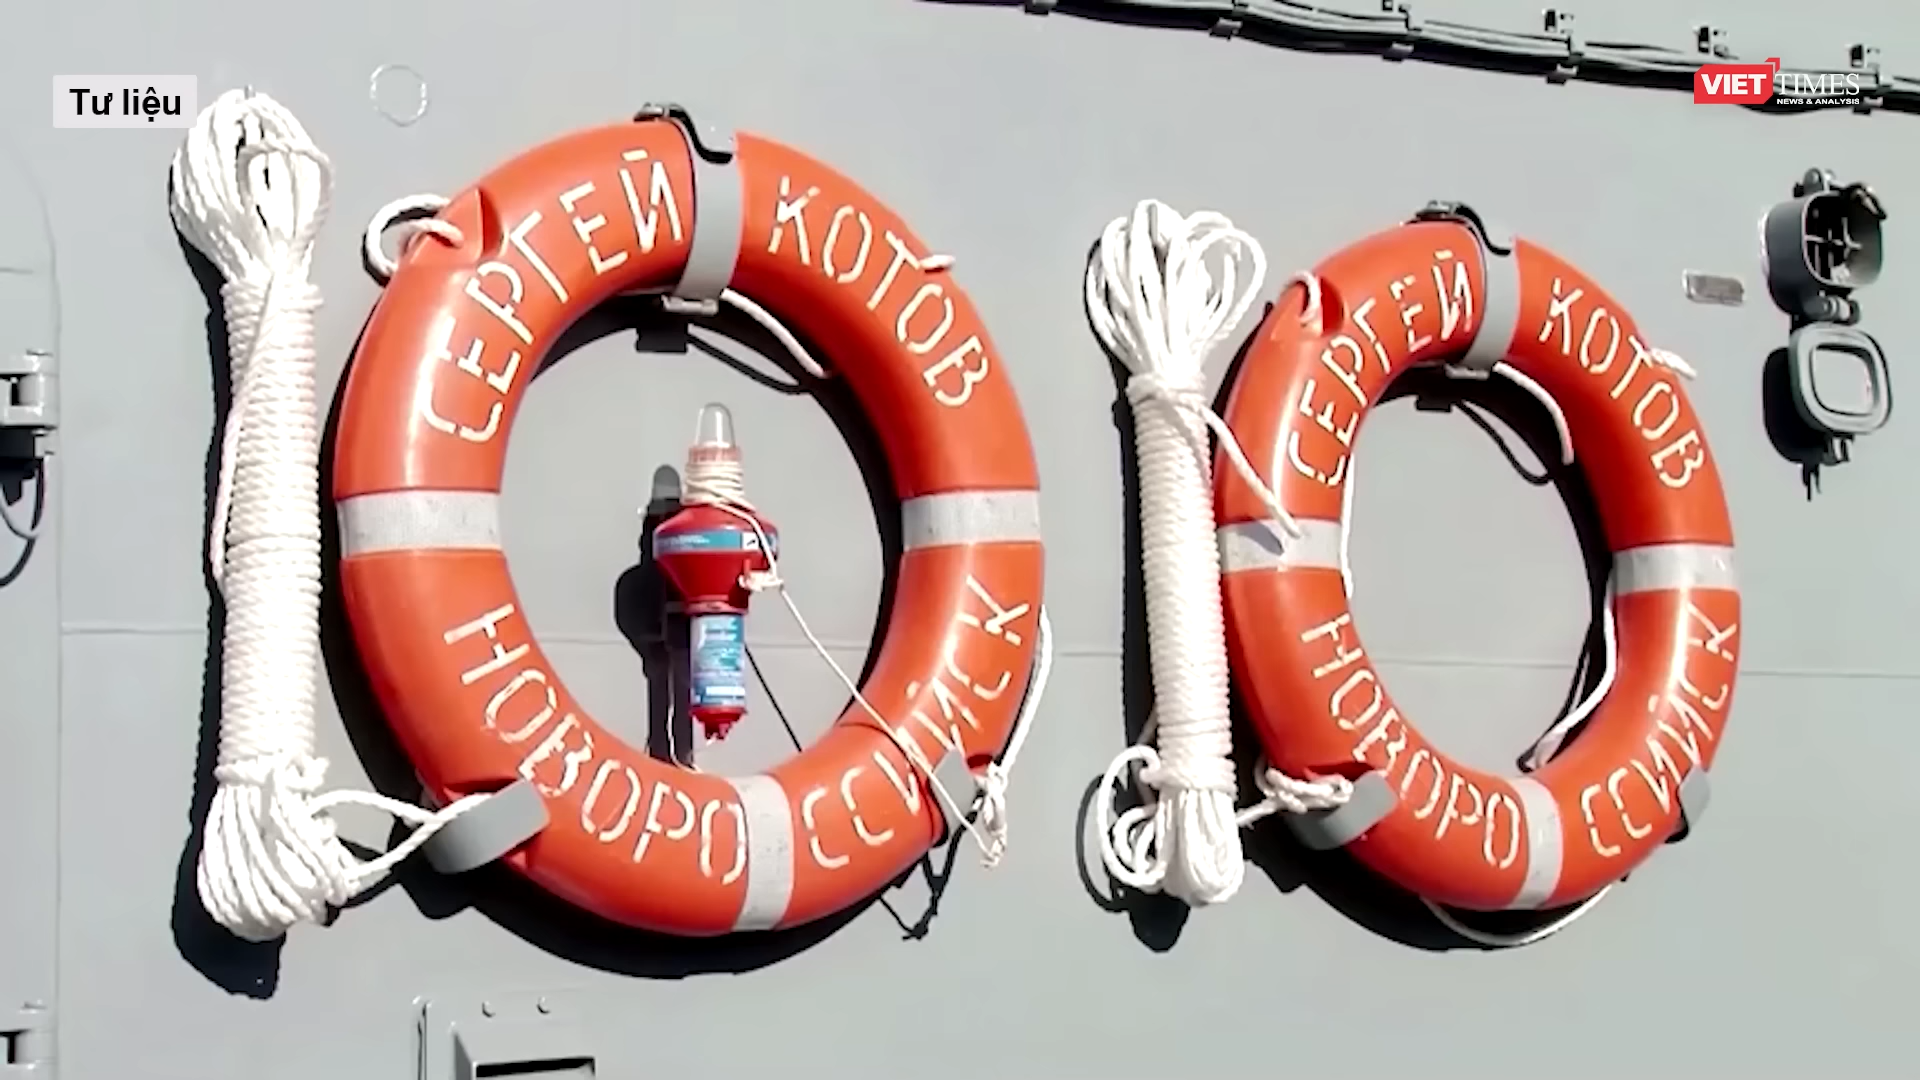 Tư liệu
VIETTIMES
NEWS & ANALYSIS
СЕРГЕЙ КОТОВ
НОВОРОССИЙСК
СЕРГЕЙ КОТОВ
НОВОРОССИЙСК